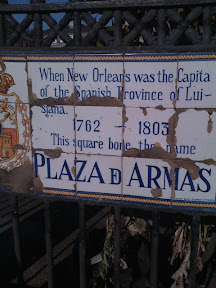 When New Orleans was the Capita
of the Spanish Province of Lui-
siana.
1762 - 1803
This square bore the name
PLAZA D ARMAS